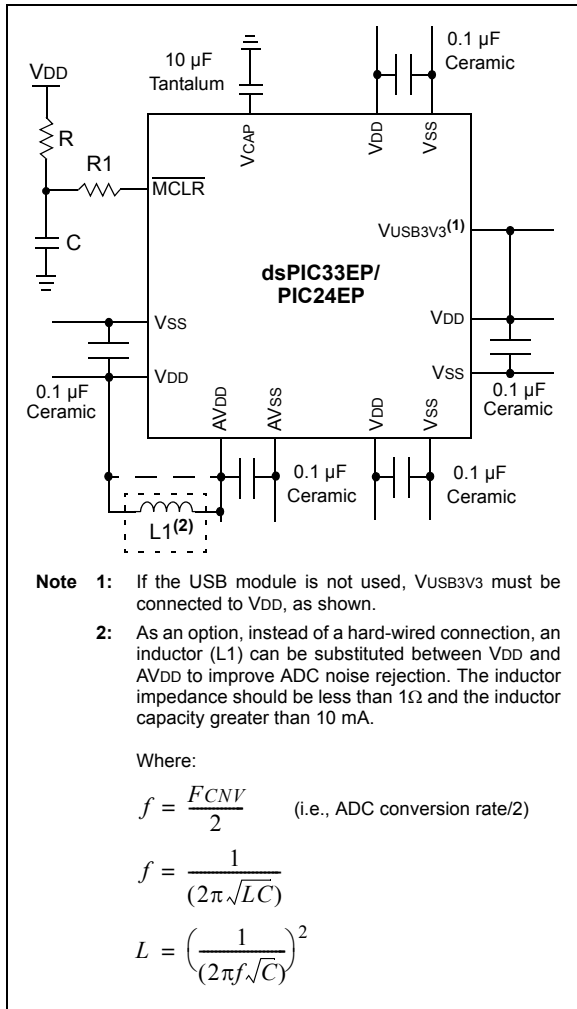 10 µF
Tantalum
0.1 µF
Ceramic
VDD
R
R1
C
VCAP
VDD
VSS
MCLR
VUSB3V3(1)
dsPIC33EP/
PIC24EP
VSS
VDD
VDD
VSS
0.1 µF
Ceramic
0.1 µF
Ceramic
AVDD
AVSS
VDD
VSS
0.1 µF
Ceramic
0.1 µF
Ceramic
L1(2)
Note 1: If the USB module is not used, VUSB3V3 must be
connected to VDD, as shown.
2: As an option, instead of a hard-wired connection, an
inductor (L1) can be substituted between VDD and
AVDD to improve ADC noise rejection. The inductor
impedance should be less than 1Ω and the inductor
capacity greater than 10 mA.
Where:
f = FCNV / 2 (i.e., ADC conversion rate/2)
f = 1 / (2π√LC)
L = (1 / (2πf√C))²